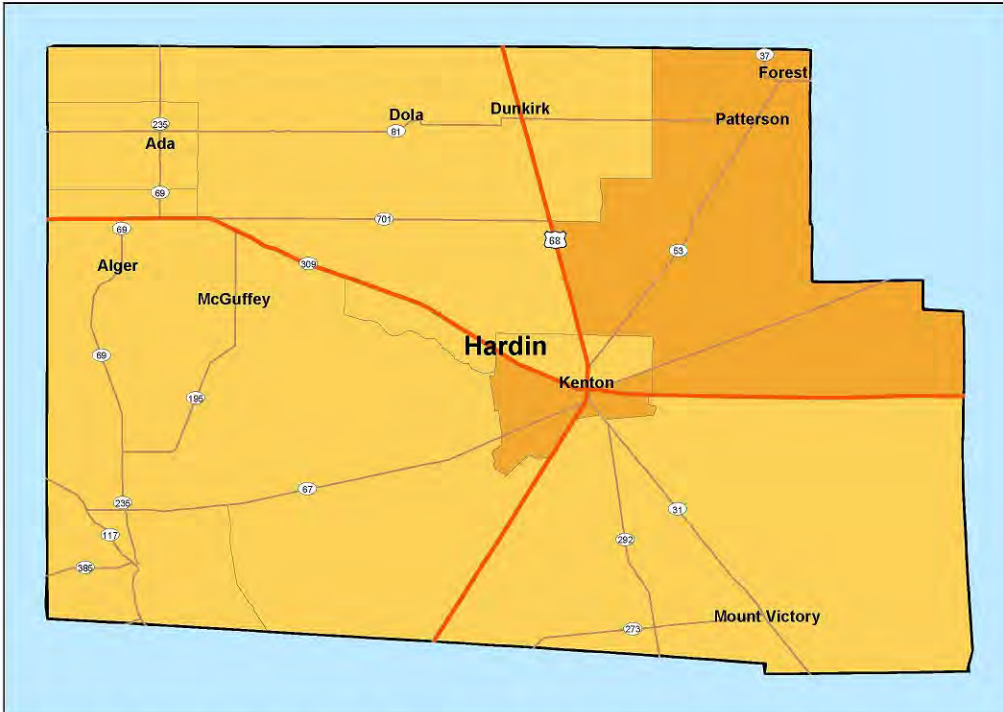 37
Forest
Dola
Dunkirk
Patterson
235
81
Ada
69
701
69
68
53
Alger
309
McGuffey
Hardin
69
Kenton
195
67
235
31
117
292
385
Mount Victory
273